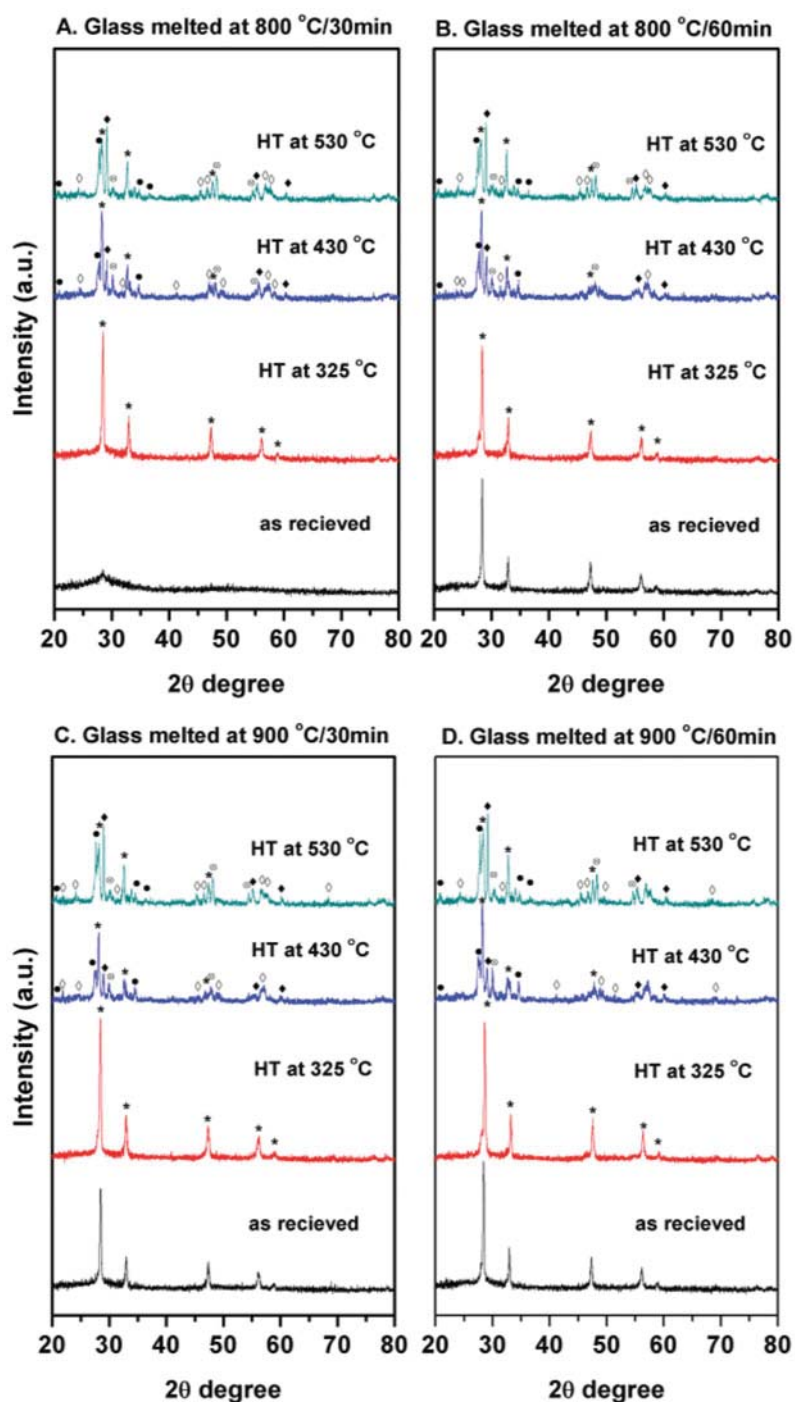 A. Glass melted at 800 °C/30min
HT at 530 °C
HT at 430 °C
HT at 325 °C
as recieved
Intensity (a.u.)
20 30 40 50 60 70 80
2θ degree
B. Glass melted at 800 °C/60min
HT at 530 °C
HT at 430 °C
HT at 325 °C
as recieved
20 30 40 50 60 70 80
2θ degree
C. Glass melted at 900 °C/30min
HT at 530 °C
HT at 430 °C
HT at 325 °C
as recieved
Intensity (a.u.)
20 30 40 50 60 70 80
2θ degree
D. Glass melted at 900 °C/60min
HT at 530 °C
HT at 430 °C
HT at 325 °C
as recieved
20 30 40 50 60 70 80
2θ degree